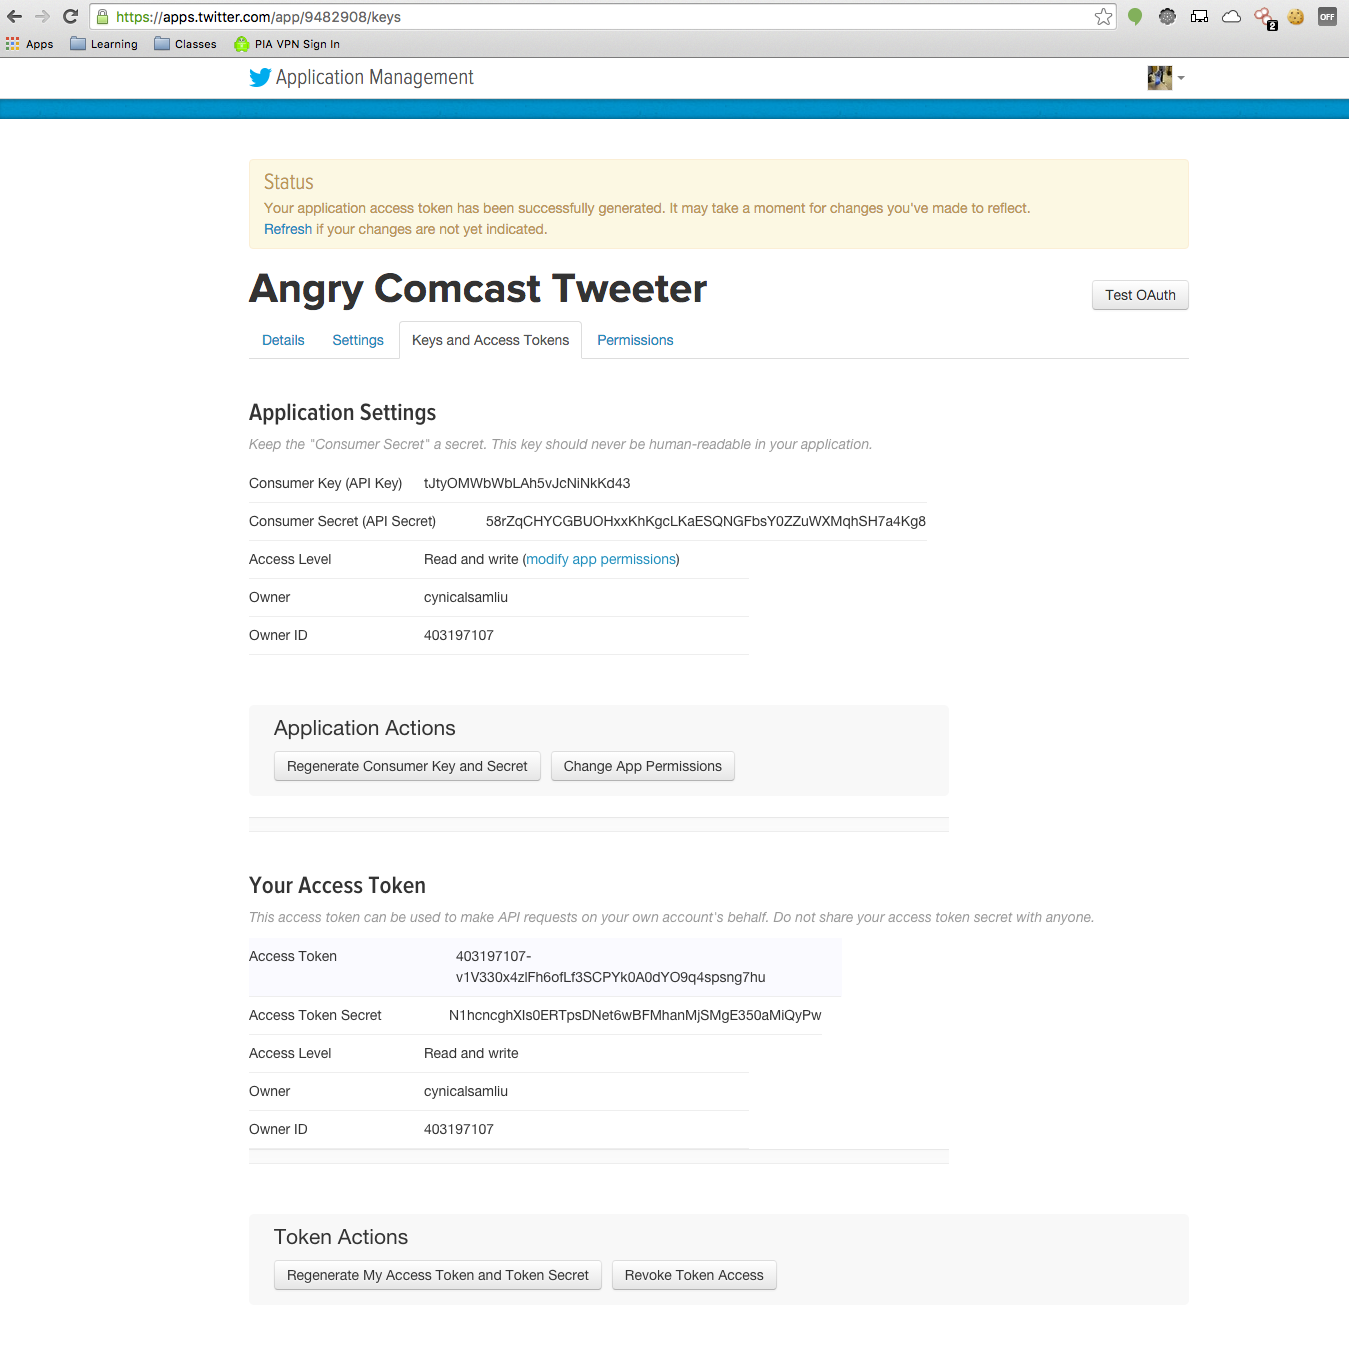 https://apps.twitter.com/app/9482908/keys
2
OFF
Apps Learning Classes PIA VPN Sign In
Application Management
Status
Your application access token has been successfully generated. It may take a moment for changes you've made to reflect.
Refresh if your changes are not yet indicated.
Angry Comcast Tweeter
Test OAuth
Details Settings Keys and Access Tokens Permissions
Application Settings
Keep the "Consumer Secret" a secret. This key should never be human-readable in your application.
Consumer Key (API Key) tJtyOMWbWbLAh5vJcNiNkKd43
Consumer Secret (API Secret) 58rZqCHYCGBUOHxxKhKgcLKaESQNGFbsY0ZZuWXMqhSH7a4Kg8
Access Level Read and write (modify app permissions)
Owner cynicalsamliu
Owner ID 403197107
Application Actions
Regenerate Consumer Key and Secret Change App Permissions
Your Access Token
This access token can be used to make API requests on your own account's behalf. Do not share your access token secret with anyone.
Access Token 403197107-
Access Token Secret
Access Level Read and write
Owner cynicalsamliu
Owner ID 403197107
Token Actions
Regenerate My Access Token and Token Secret Revoke Token Access